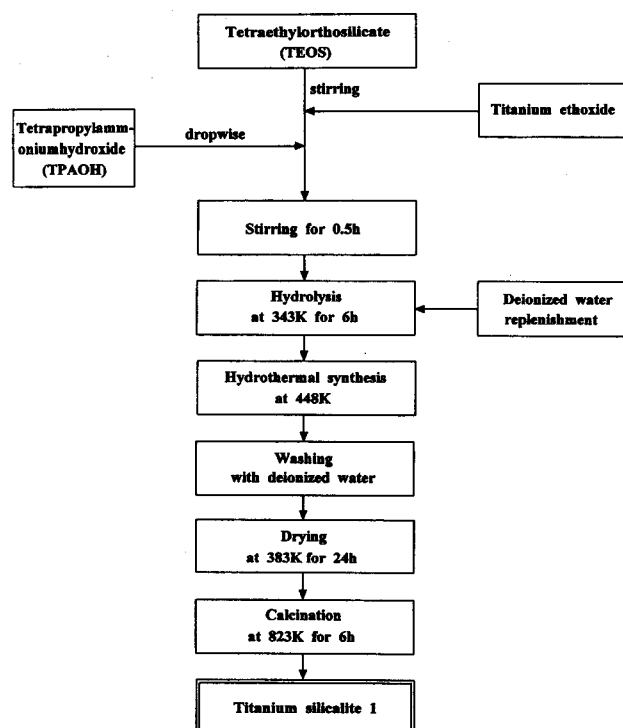 Tetraethylorthosilicate
(TEOS)
stirring
Titanium ethoxide
Tetrapropylamm-
oniumhydroxide
(TPAOH)
dropwise
Stirring for 0.5h
Hydrolysis
at 343K for 6h
Deionized water
replenishment
Hydrothermal synthesis
at 448K
Washing
with deionized water
Drying
at 383K for 24h
Calcination
at 823K for 6h
Titanium silicalite 1